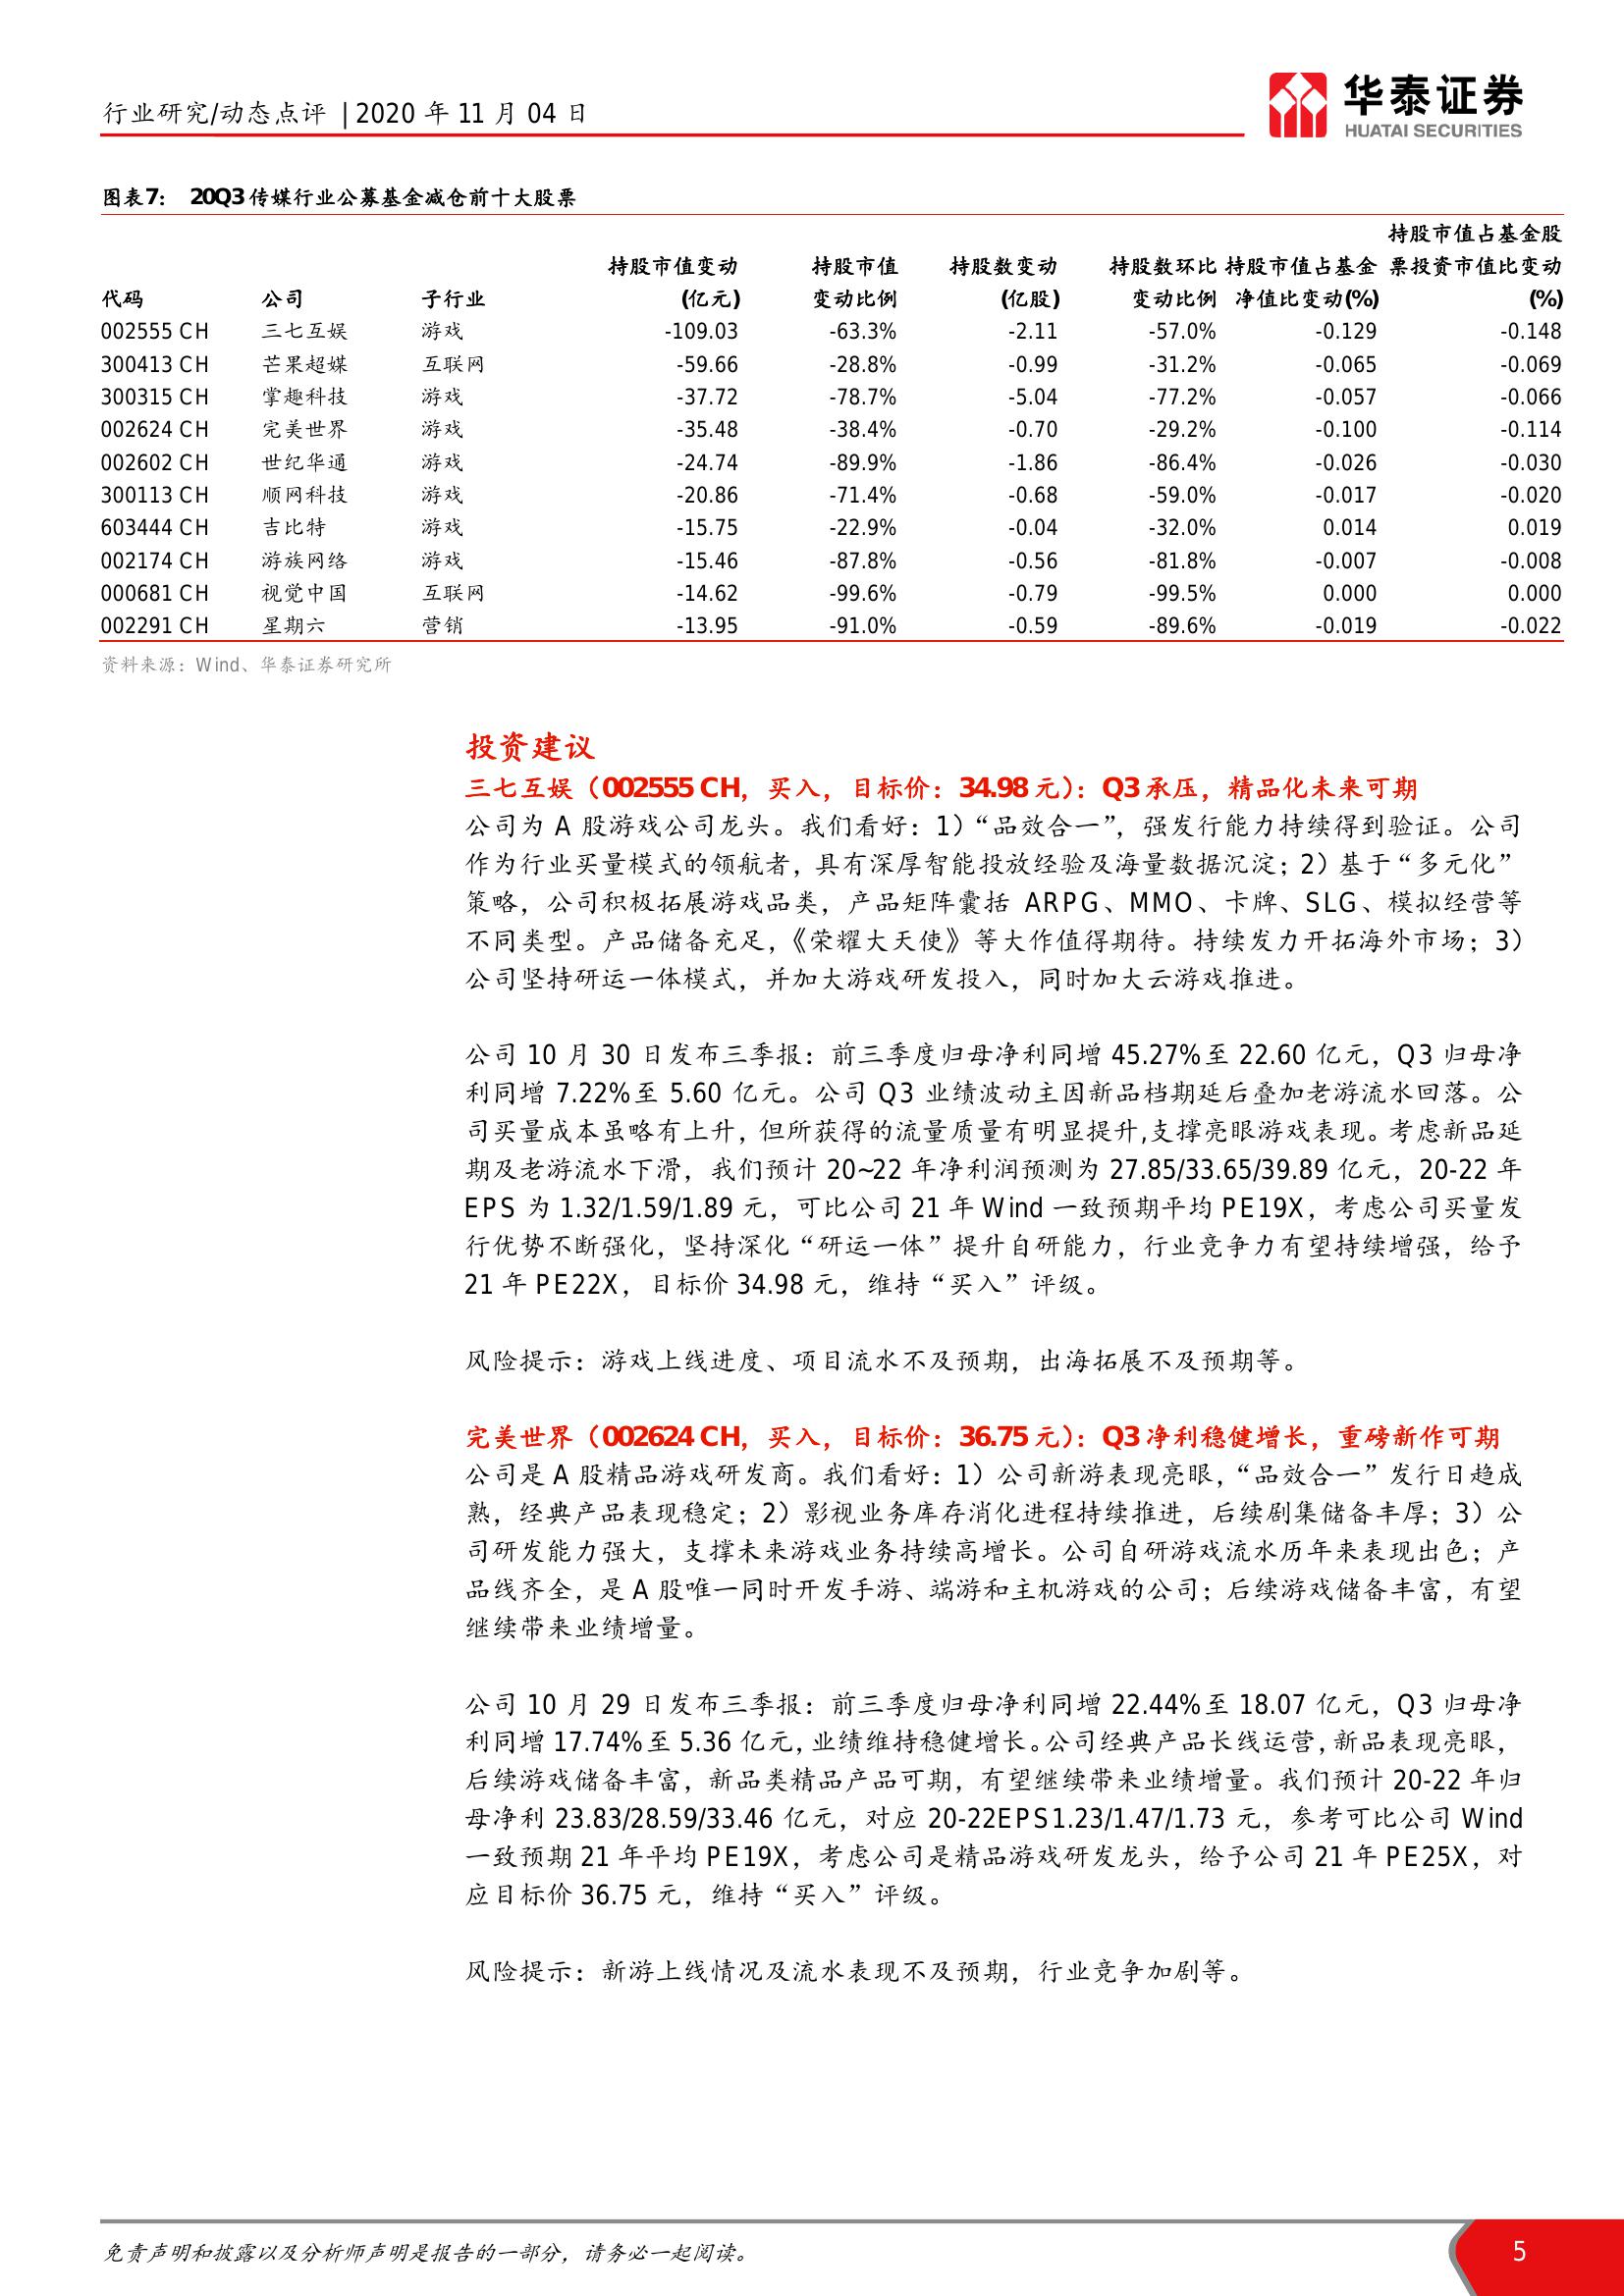 行业研究/动态点评 | 2020 年 11 月 04 日
华泰证券
HUATAI SECURITIES
图表7： 20Q3 传媒行业公募基金减仓前十大股票
持股市值占基金股
持股市值变动 持股市值 持股数变动 持股数环比 持股市值占基金 票投资市值比变动
代码 公司 子行业 (亿元) 变动比例 (亿股) 变动比例 净值比变动(%) (%)
002555 CH 三七互娱 游戏 -109.03 -63.3% -2.11 -57.0% -0.129 -0.148
300413 CH 芒果超媒 互联网 -59.66 -28.8% -0.99 -31.2% -0.065 -0.069
300315 CH 掌趣科技 游戏 -37.72 -78.7% -5.04 -77.2% -0.057 -0.066
002624 CH 完美世界 游戏 -35.48 -38.4% -0.70 -29.2% -0.100 -0.114
002602 CH 世纪华通 游戏 -24.74 -89.9% -1.86 -86.4% -0.026 -0.030
300113 CH 顺网科技 游戏 -20.86 -71.4% -0.68 -59.0% -0.017 -0.020
603444 CH 吉比特 游戏 -15.75 -22.9% -0.04 -32.0% 0.014 0.019
002174 CH 游族网络 游戏 -15.46 -87.8% -0.56 -81.8% -0.007 -0.008
000681 CH 视觉中国 互联网 -14.62 -99.6% -0.79 -99.5% 0.000 0.000
002291 CH 星期六 营销 -13.95 -91.0% -0.59 -89.6% -0.019 -0.022
资料来源：Wind、华泰证券研究所
投资建议
三七互娱（002555 CH，买入，目标价：34.98 元）：Q3 承压，精品化未来可期
公司为 A 股游戏公司龙头。我们看好：1）“品效合一”，强发行能力持续得到验证。公司
作为行业买量模式的领航者，具有深厚智能投放经验及海量数据沉淀；2）基于“多元化”
策略，公司积极拓展游戏品类，产品矩阵囊括 ARPG、MMO、卡牌、SLG、模拟经营等
不同类型。产品储备充足，《荣耀大天使》等大作值得期待。持续发力开拓海外市场；3）
公司坚持研运一体模式，并加大游戏研发投入，同时加大云游戏推进。
公司 10 月 30 日发布三季报：前三季度归母净利同增 45.27%至 22.60 亿元，Q3 归母净
利同增 7.22%至 5.60 亿元。公司 Q3 业绩波动主因新品档期延后叠加老游流水回落。公
司买量成本虽略有上升，但所获得的流量质量有明显提升,支撑亮眼游戏表现。考虑新品延
期及老游流水下滑，我们预计 20~22 年净利润预测为 27.85/33.65/39.89 亿元，20-22 年
EPS 为 1.32/1.59/1.89 元，可比公司 21 年 Wind 一致预期平均 PE19X，考虑公司买量发
行优势不断强化，坚持深化“研运一体”提升自研能力，行业竞争力有望持续增强，给予
21 年 PE22X，目标价 34.98 元，维持“买入”评级。
风险提示：游戏上线进度、项目流水不及预期，出海拓展不及预期等。
完美世界（002624 CH，买入，目标价：36.75 元）：Q3 净利稳健增长，重磅新作可期
公司是 A 股精品游戏研发商。我们看好：1）公司新游表现亮眼，“品效合一”发行日趋成
熟，经典产品表现稳定；2）影视业务库存消化进程持续推进，后续剧集储备丰厚；3）公
司研发能力强大，支撑未来游戏业务持续高增长。公司自研游戏流水历年来表现出色；产
品线齐全，是 A 股唯一同时开发手游、端游和主机游戏的公司；后续游戏储备丰富，有望
继续带来业绩增量。
公司 10 月 29 日发布三季报：前三季度归母净利同增 22.44%至 18.07 亿元，Q3 归母净
利同增 17.74%至 5.36 亿元，业绩维持稳健增长。公司经典产品长线运营，新品表现亮眼，
后续游戏储备丰富，新品类精品产品可期，有望继续带来业绩增量。我们预计 20-22 年归
母净利 23.83/28.59/33.46 亿元，对应 20-22EPS1.23/1.47/1.73 元，参考可比公司 Wind
一致预期 21 年平均 PE19X，考虑公司是精品游戏研发龙头，给予公司 21 年 PE25X，对
应目标价 36.75 元，维持“买入”评级。
风险提示：新游上线情况及流水表现不及预期，行业竞争加剧等。
免责声明和披露以及分析师声明是报告的一部分，请务必一起阅读。 5